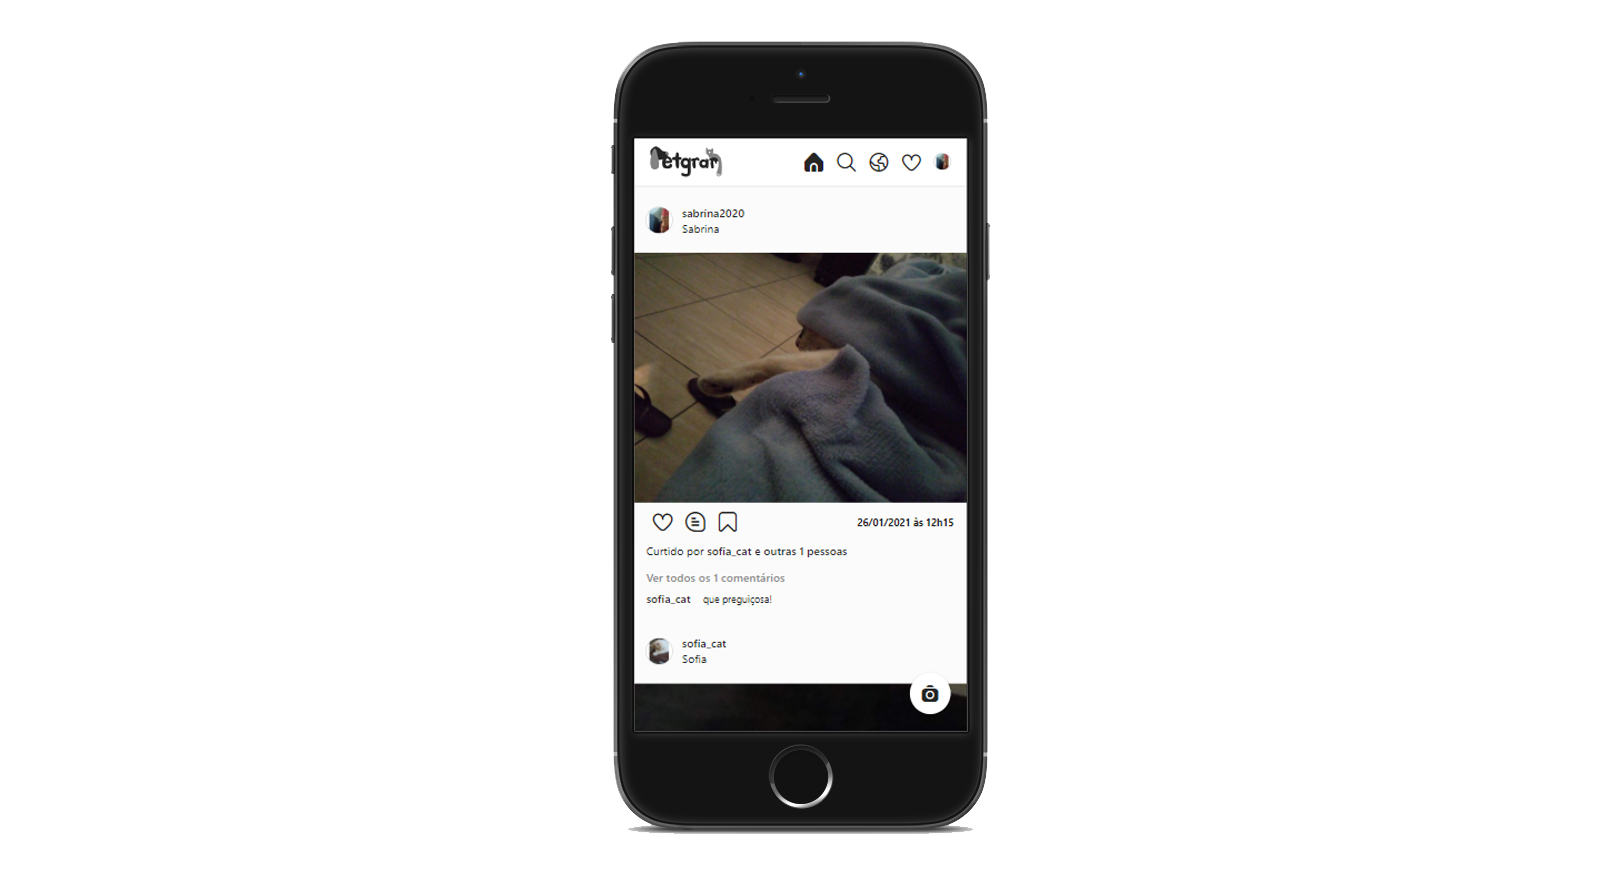 Petgram
sabrina2020
Sabrina
26/01/2021 às 12h15
Curtido por sofia_cat e outras 1 pessoas
Ver todos os 1 comentários
sofia_cat que preguiçosa!
sofia_cat
Sofia